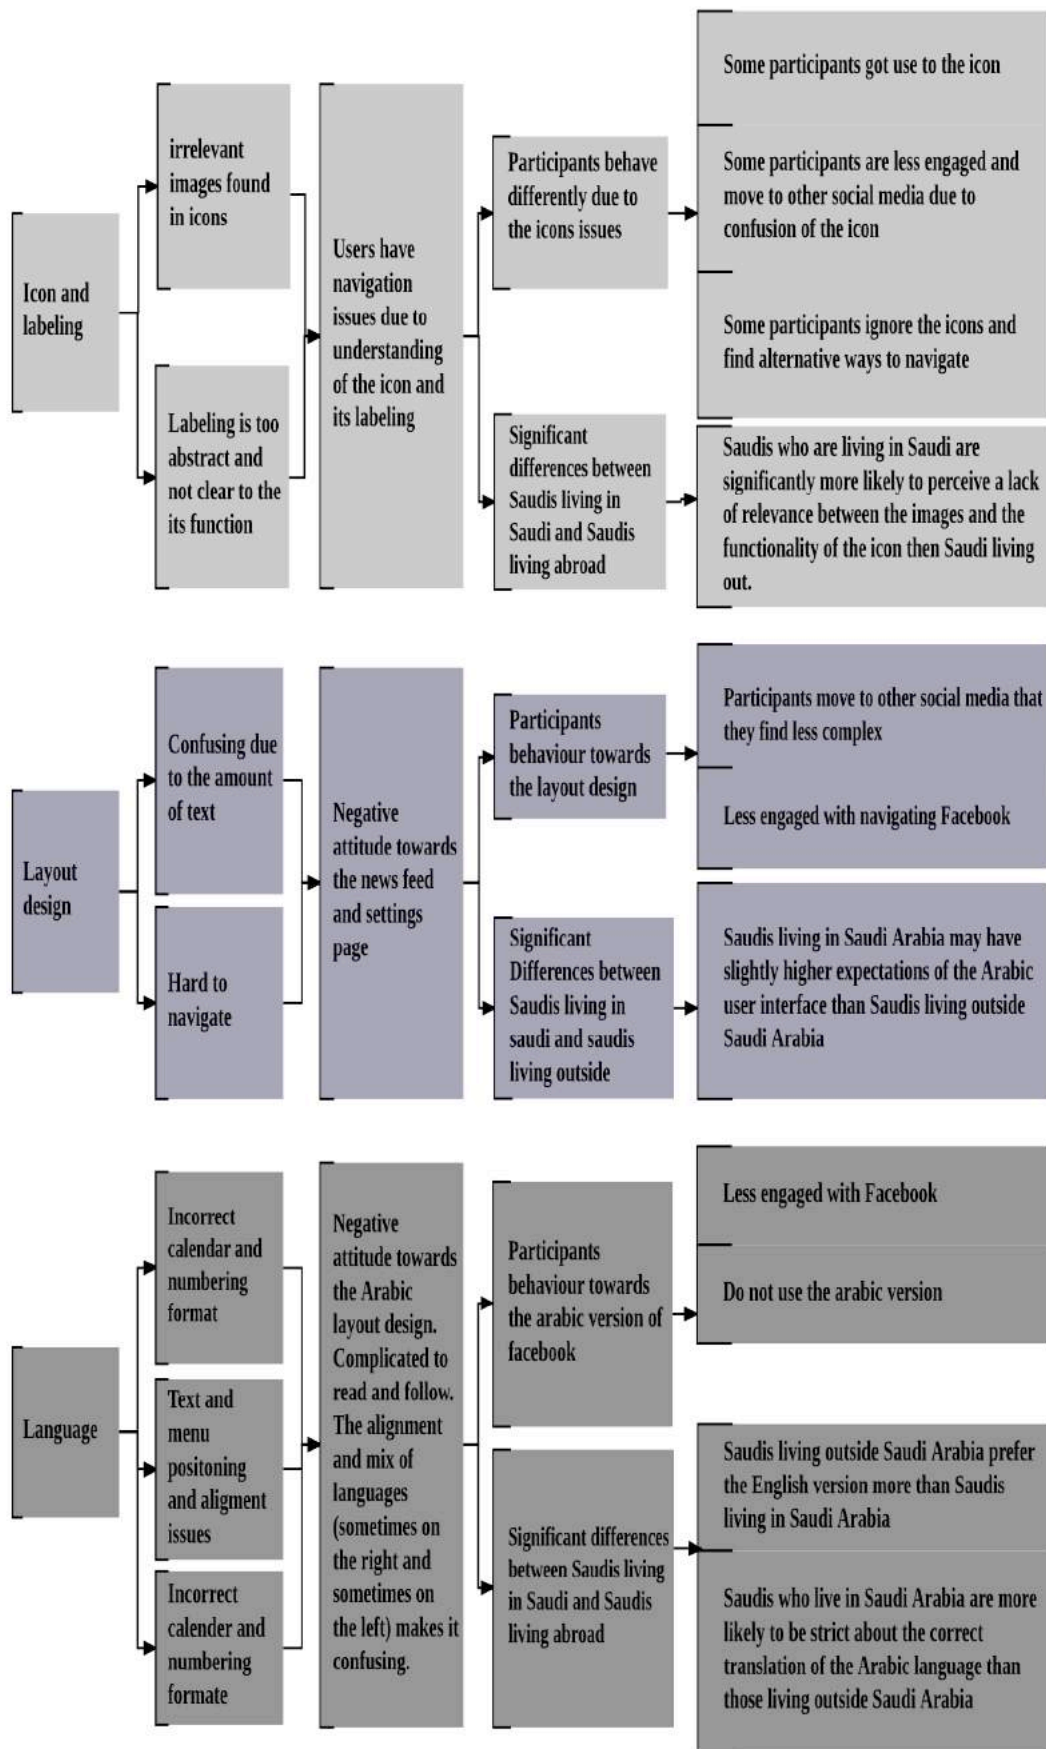 Icon and
labeling
irrelevant
images found
in icons
Labeling is too
abstract and
not clear to the
its function
Users have
navigation
issues due to
understanding
of the icon and
its labeling
Participants behave
differently due to
the icons issues
Significant
differences between
Saudis living in
Saudi and Saudis
living abroad
Some participants got use to the icon
Some participants are less engaged and
move to other social media due to
confusion of the icon
Some participants ignore the icons and
find alternative ways to navigate
Saudis who are living in Saudi are
significantly more likely to perceive a lack
of relevance between the images and the
functionality of the icon then Saudi living
out.
Layout
design
Confusing due
to the amount
of text
Hard to
navigate
Negative
attitude towards
the news feed
and settings
page
Participants
behaviour towards
the layout design
Significant
Differences between
Saudis living in
saudi and saudis
living outside
Participants move to other social media that
they find less complex
Less engaged with navigating Facebook
Saudis living in Saudi Arabia may have
slightly higher expectations of the Arabic
user interface than Saudis living outside
Saudi Arabia
Language
Incorrect
calendar and
numbering
format
Text and
menu
positoning
and aligment
issues
Incorrect
calender and
numbering
formate
Negative
attitude towards
the Arabic
layout design.
Complicated to
read and follow.
The alignment
and mix of
languages
(sometimes on
the right and
sometimes on
the left) makes it
confusing.
Participants
behaviour towards
the arabic version of
facebook
Significant differences
between Saudis living
in Saudi and Saudis
living abroad
Less engaged with Facebook
Do not use the arabic version
Saudis living outside Saudi Arabia prefer
the English version more than Saudis
living in Saudi Arabia
Saudis who live in Saudi Arabia are more
likely to be strict about the correct
translation of the Arabic language than
those living outside Saudi Arabia